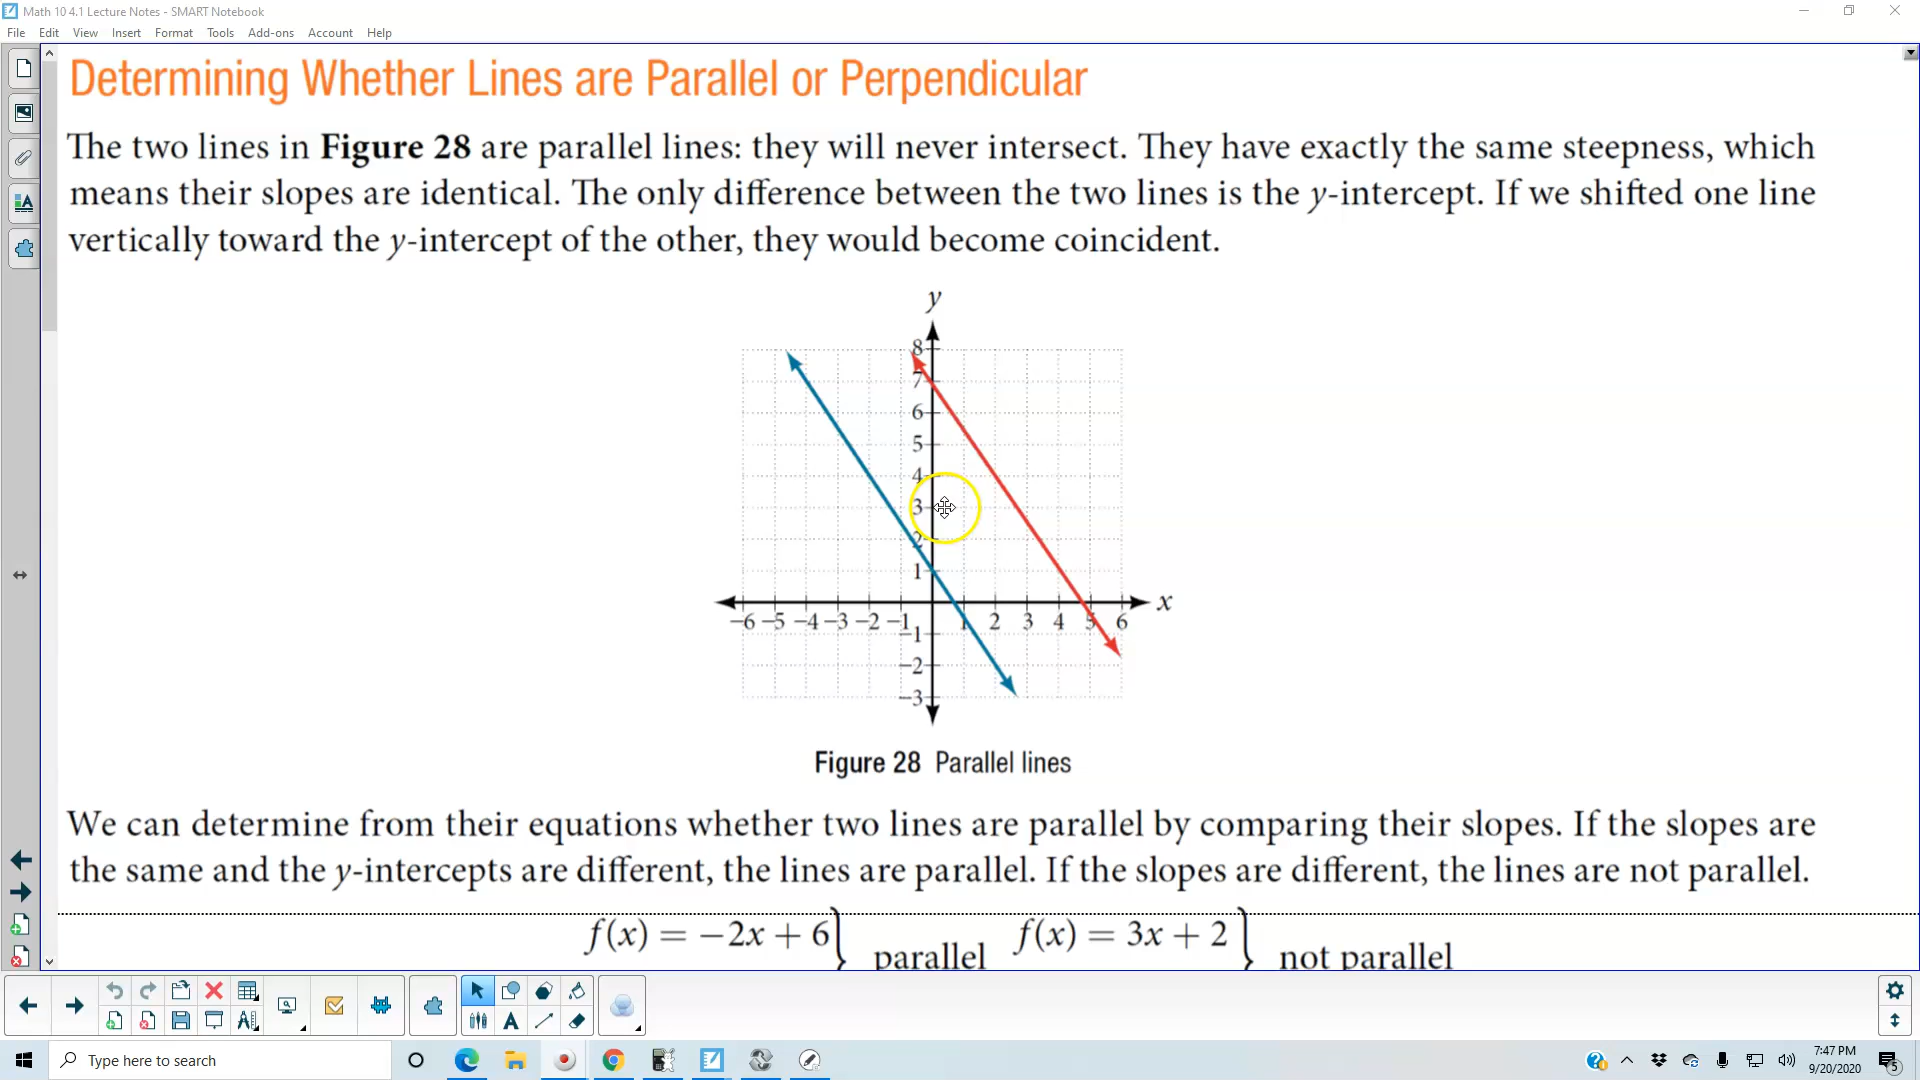 Math 10 4.1 Lecture Notes - SMART Notebook
File Edit View Insert Format Tools Add-ons Account Help
Determining Whether Lines are Parallel or Perpendicular
The two lines in Figure 28 are parallel lines: they will never intersect. They have exactly the same steepness, which
means their slopes are identical. The only difference between the two lines is the y-intercept. If we shifted one line
vertically toward the y-intercept of the other, they would become coincident.
y
8
7
6
5
4
3
2
1
x
−6 −5 −4 −3 −2 −1 1 2 3 4 5 6
−1
−2
−3
Figure 28 Parallel lines
We can determine from their equations whether two lines are parallel by comparing their slopes. If the slopes are
the same and the y-intercepts are different, the lines are parallel. If the slopes are different, the lines are not parallel.
f(x) = −2x + 6} parallel f(x) = 3x + 2} not parallel
Type here to search
7:47 PM
9/20/2020
5